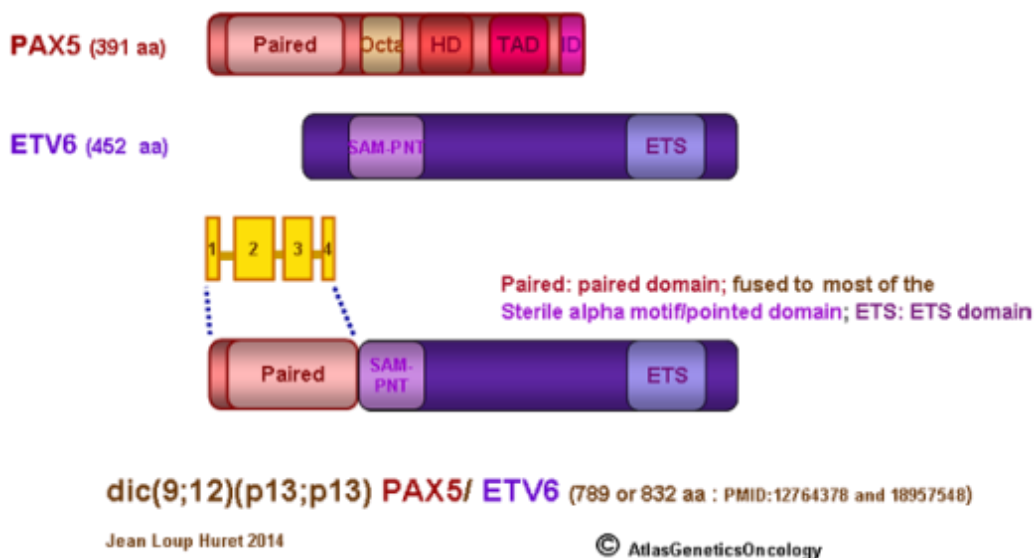 PAX5 (391 aa)
Paired Octa HD TAD ID
ETV6 (452 aa)
SAM-PNT ETS
1 2 3 4
Paired: paired domain; fused to most of the
Sterile alpha motif/pointed domain; ETS: ETS domain
Paired SAM-
PNT ETS
dic(9;12)(p13;p13) PAX5/ ETV6 (789 or 832 aa : PMID:12764378 and 18957548)
Jean Loup Huret 2014
© AtlasGeneticsOncology